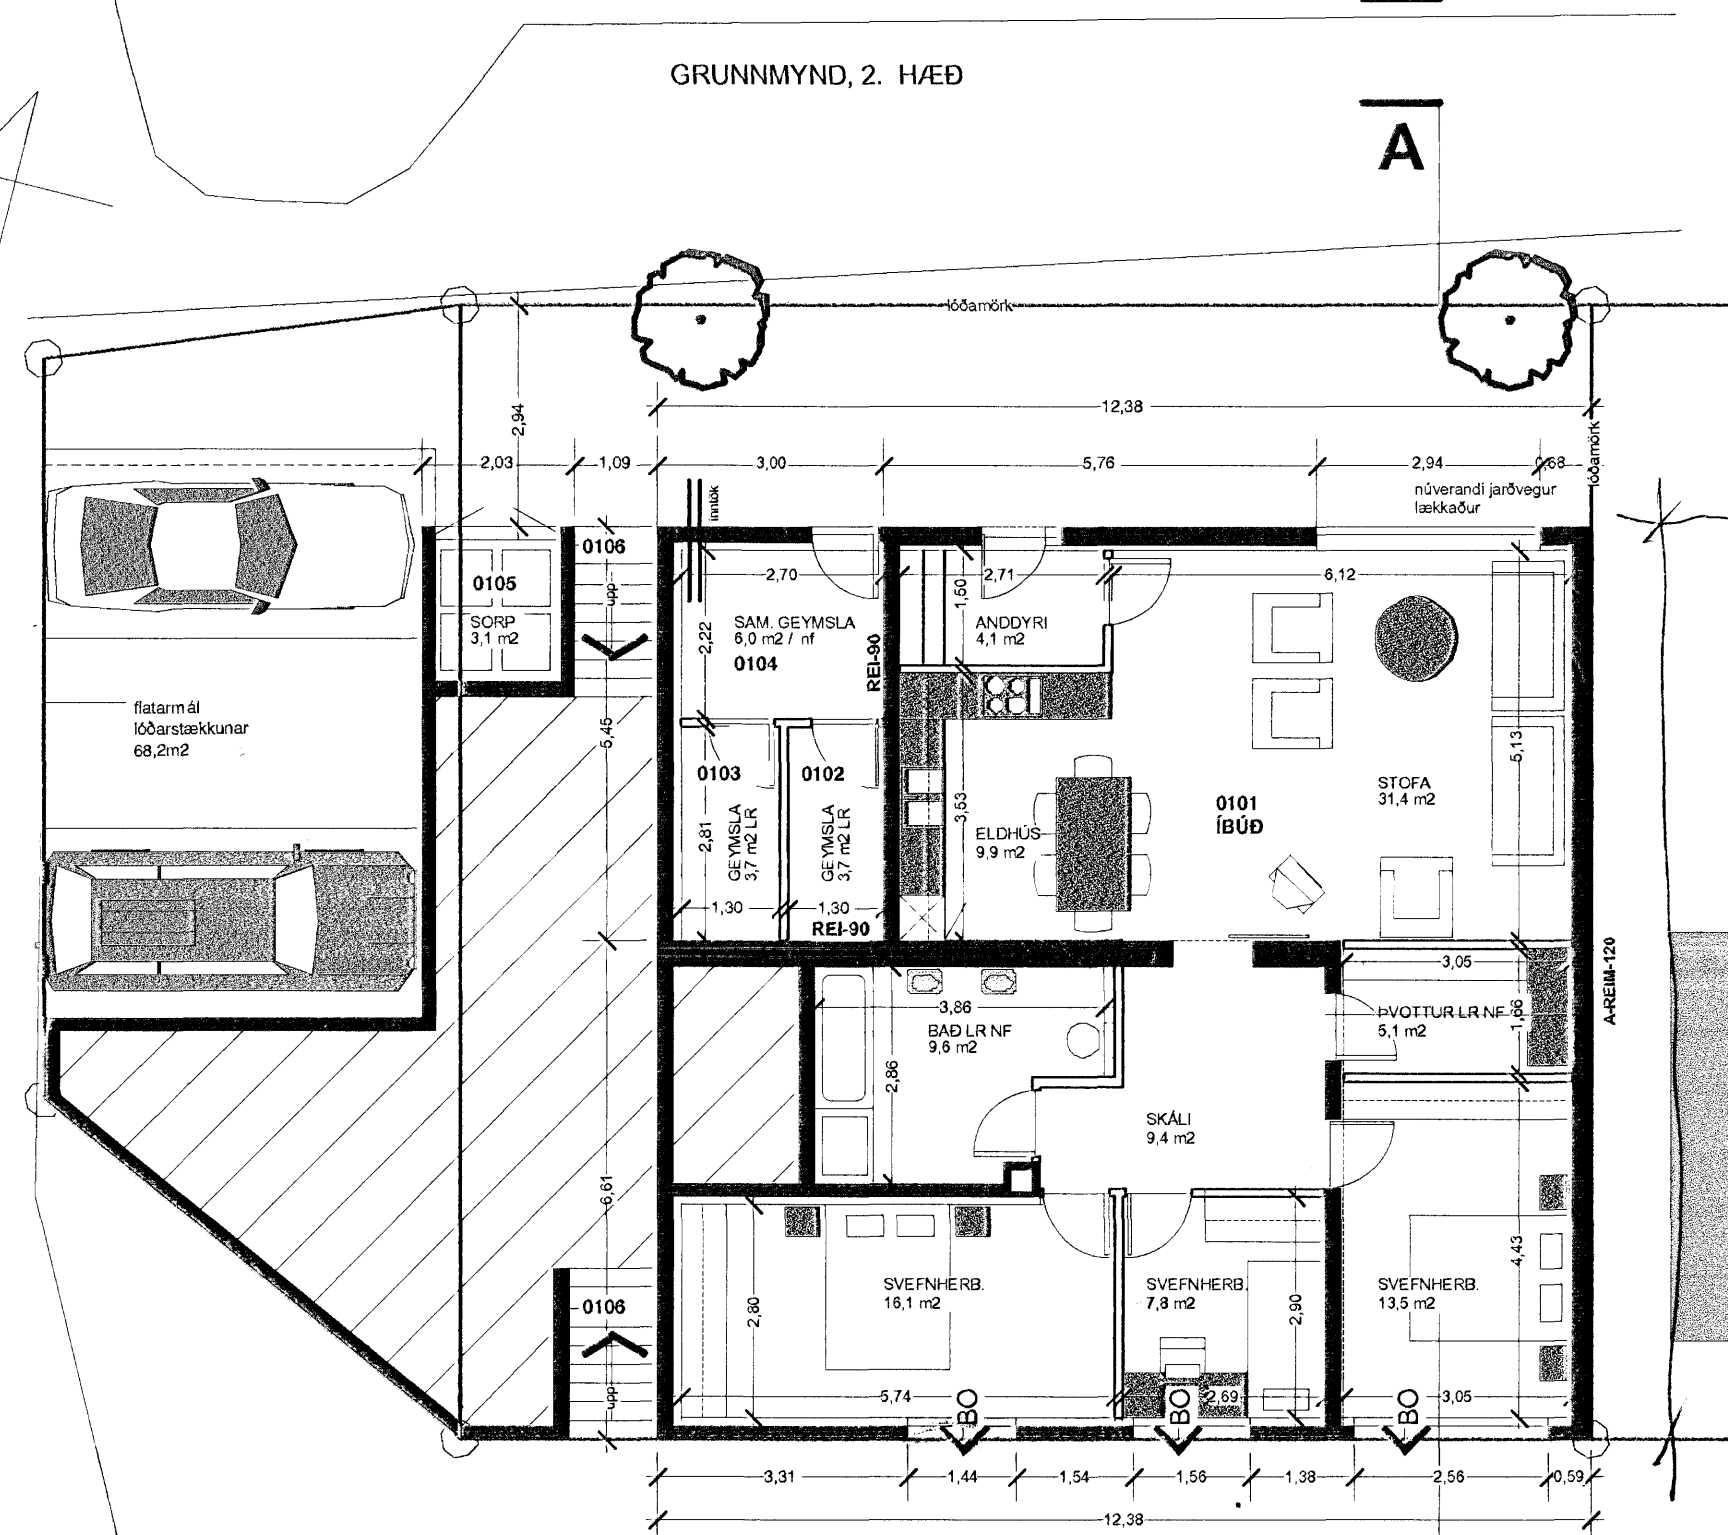 GRUNNMYND, 2. HÆÐ
A
lóðamörk
12,38
lóðamörk
2,94
2,03
1,09
3,00
5,76
2,94
0,68
núverandi jarðvegur
lækkaður
inntök
0106
0105
SORP
3,1 m2
upp
2,70
2,22
SAM. GEYMSLA
6,0 m2 / nf
0104
REI-90
2,71
1,50
ANDDYRI
4,1 m2
6,12
flatarmál
lóðarstækkunar
68,2m2
5,45
0103
0102
GEYMSLA
3,7 m2 LR
GEYMSLA
3,7 m2 LR
2,81
1,30
1,30
REI-90
3,53
ELDHÚS
9,9 m2
0101
ÍBÚÐ
STOFA
31,4 m2
5,13
3,05
A-REIM-120
3,86
BAÐ LR NF
9,6 m2
2,86
ÞVOTTUR LR NF
5,1 m2
1,66
SKÁLI
9,4 m2
6,61
0106
upp
SVEFNHERB.
16,1 m2
2,80
5,74
BO
SVEFNHERB.
7,8 m2
2,90
2,69
BO
SVEFNHERB.
13,5 m2
4,43
3,05
BO
3,31
1,44
1,54
1,56
1,38
2,56
0,59
12,38